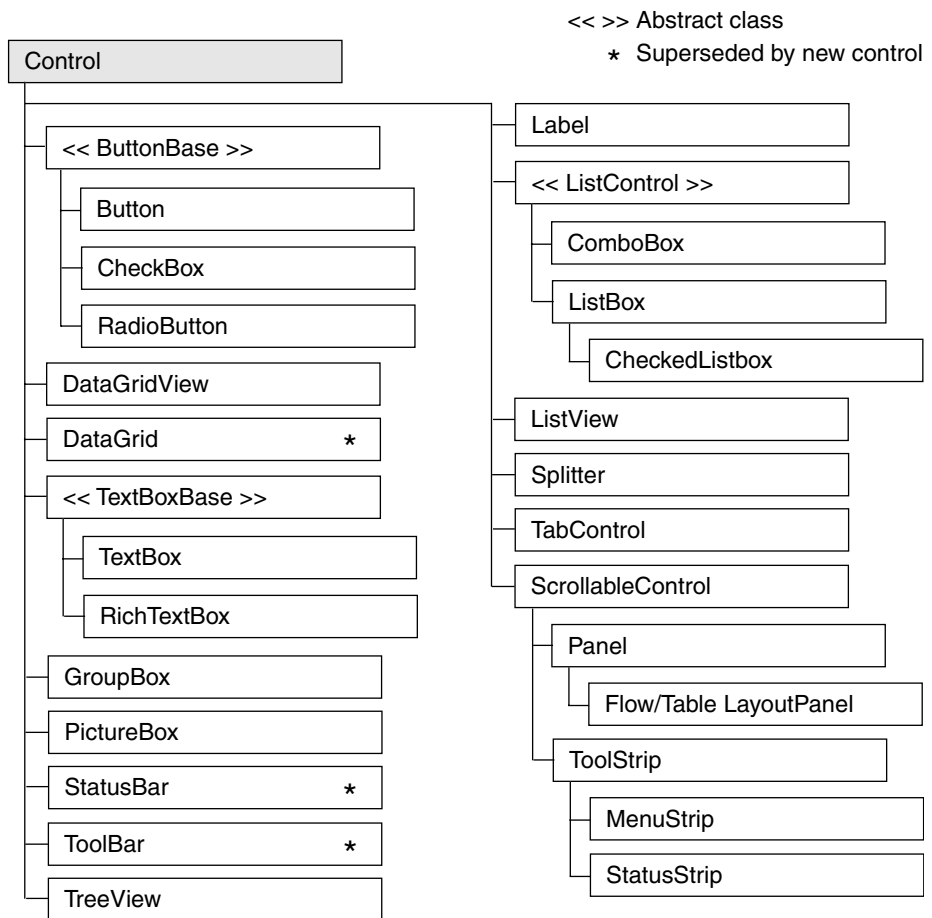 << >> Abstract class
* Superseded by new control
Control
<< ButtonBase >>
Button
CheckBox
RadioButton
DataGridView
DataGrid *
<< TextBoxBase >>
TextBox
RichTextBox
GroupBox
PictureBox
StatusBar *
ToolBar *
TreeView
Label
<< ListControl >>
ComboBox
ListBox
CheckedListbox
ListView
Splitter
TabControl
ScrollableControl
Panel
Flow/Table LayoutPanel
ToolStrip
MenuStrip
StatusStrip